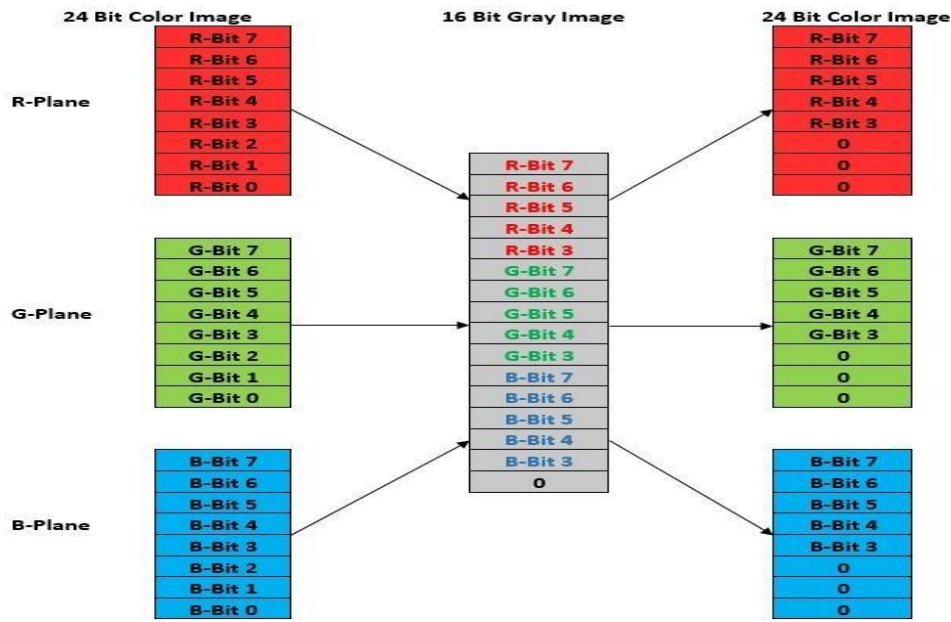 24 Bit Color Image
16 Bit Gray Image
24 Bit Color Image
R-Plane
R-Bit 7
R-Bit 6
R-Bit 5
R-Bit 4
R-Bit 3
R-Bit 2
R-Bit 1
R-Bit 0
G-Plane
G-Bit 7
G-Bit 6
G-Bit 5
G-Bit 4
G-Bit 3
G-Bit 2
G-Bit 1
G-Bit 0
B-Plane
B-Bit 7
B-Bit 6
B-Bit 5
B-Bit 4
B-Bit 3
B-Bit 2
B-Bit 1
B-Bit 0
R-Bit 7
R-Bit 6
R-Bit 5
R-Bit 4
R-Bit 3
G-Bit 7
G-Bit 6
G-Bit 5
G-Bit 4
G-Bit 3
B-Bit 7
B-Bit 6
B-Bit 5
B-Bit 4
B-Bit 3
0
R-Bit 7
R-Bit 6
R-Bit 5
R-Bit 4
R-Bit 3
0
0
0
G-Bit 7
G-Bit 6
G-Bit 5
G-Bit 4
G-Bit 3
0
0
0
B-Bit 7
B-Bit 6
B-Bit 5
B-Bit 4
B-Bit 3
0
0
0